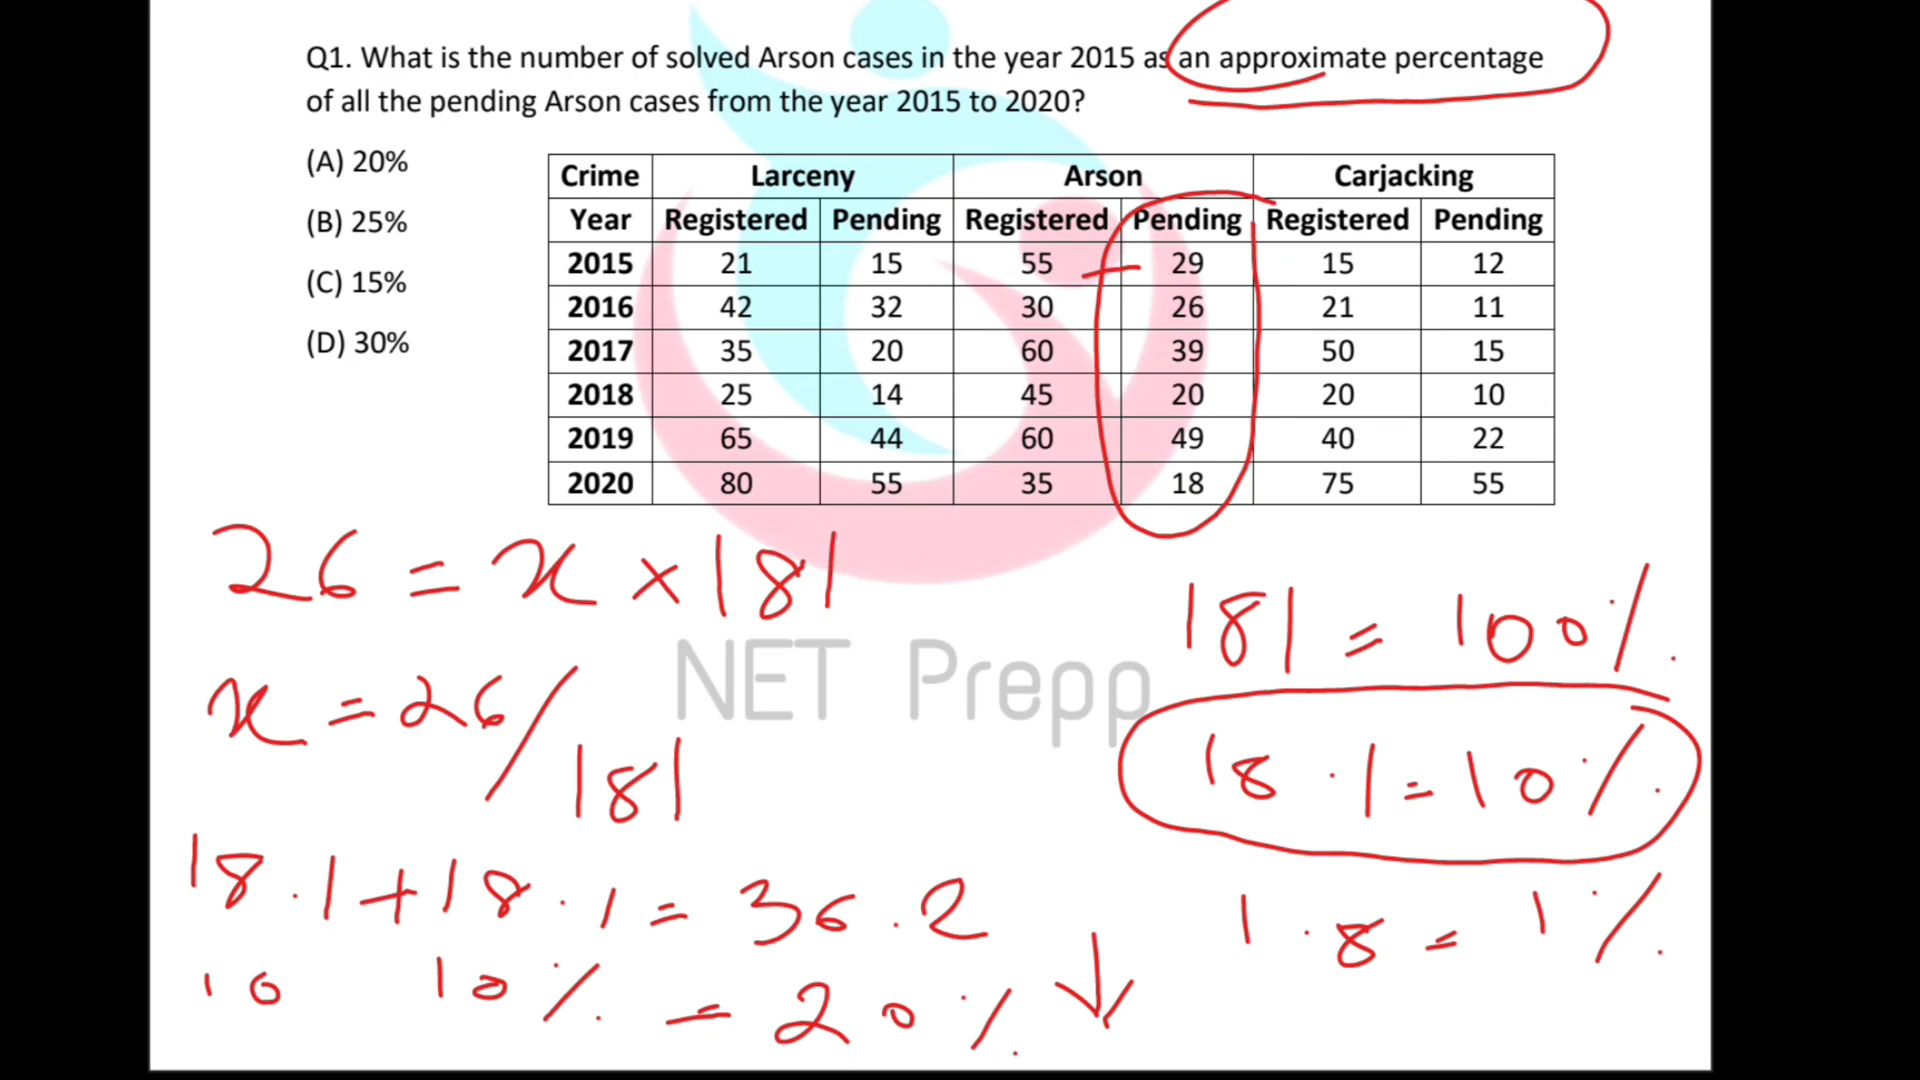 Q1. What is the number of solved Arson cases in the year 2015 as an approximate percentage
of all the pending Arson cases from the year 2015 to 2020?
(A) 20%
(B) 25%
(C) 15%
(D) 30%
Crime Larceny Arson Carjacking
Year Registered Pending Registered Pending Registered Pending
2015 21 15 55 29 15 12
2016 42 32 30 26 21 11
2017 35 20 60 39 50 15
2018 25 14 45 20 20 10
2019 65 44 60 49 40 22
2020 80 55 35 18 75 55
26 = x × 181
181 = 100%.
NET Prepp
x = 26/181
18.1 = 10%.
18.1 + 18.1 = 36.2
1.8 = 1%.
10 10%. = 20%. ↓